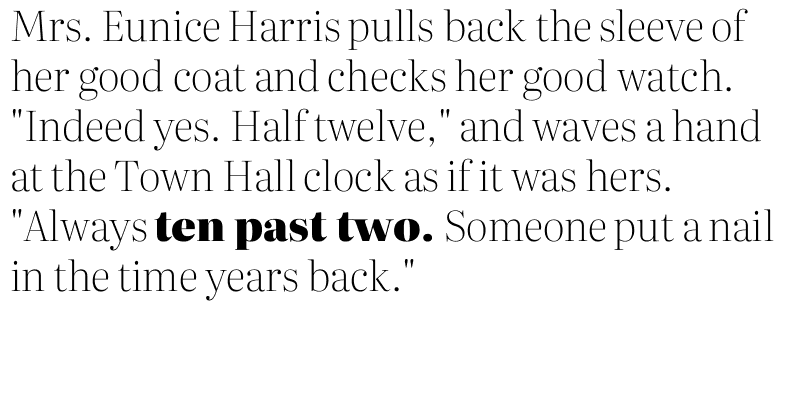 Mrs. Eunice Harris pulls back the sleeve of
her good coat and checks her good watch.
"Indeed yes. Half twelve," and waves a hand
at the Town Hall clock as if it was hers.
"Always ten past two. Someone put a nail
in the time years back."